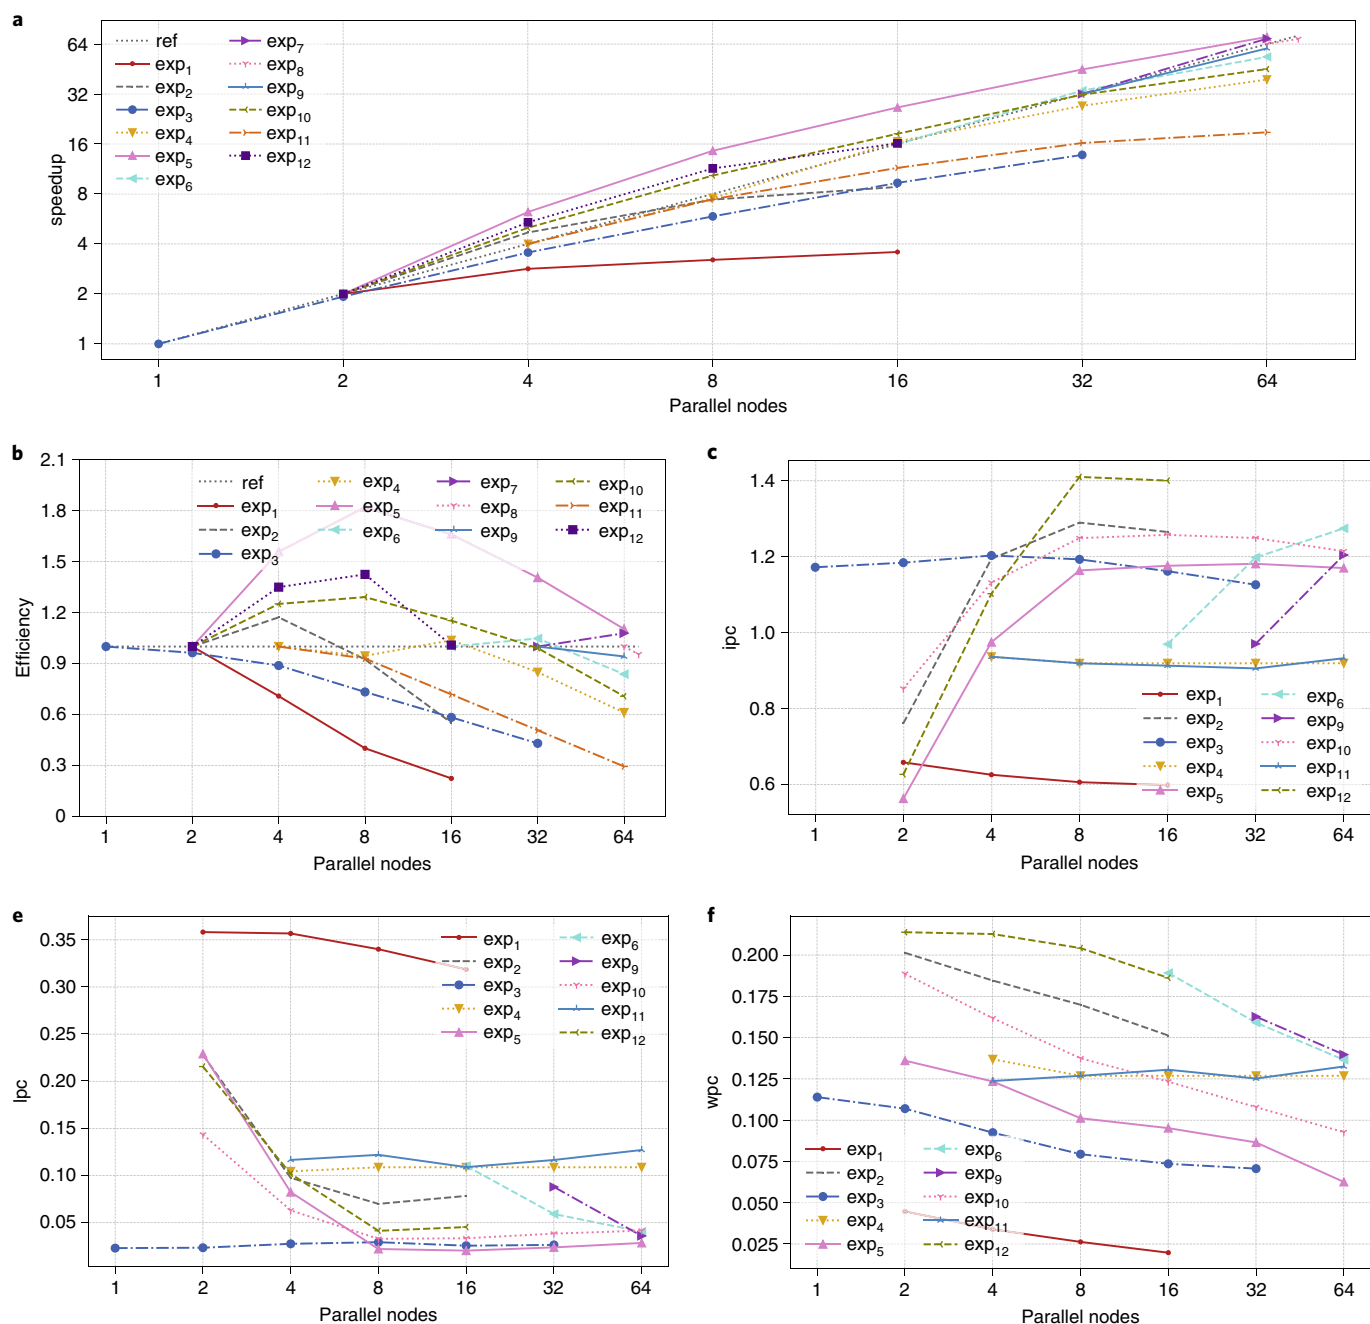 a
64
32
16
8
4
2
1
speedup
ref
exp1
exp2
exp3
exp4
exp5
exp6
exp7
exp8
exp9
exp10
exp11
exp12
1 2 4 8 16 32 64
Parallel nodes
b
2.1
1.8
1.5
1.2
0.9
0.6
0.3
0
Efficiency
ref
exp1
exp2
exp3
exp4
exp5
exp6
exp7
exp8
exp9
exp10
exp11
exp12
1 2 4 8 16 32 64
Parallel nodes
c
1.4
1.2
1.0
0.8
0.6
ipc
exp1
exp2
exp3
exp4
exp5
exp6
exp9
exp10
exp11
exp12
1 2 4 8 16 32 64
Parallel nodes
e
0.35
0.30
0.25
0.20
0.15
0.10
0.05
lpc
exp1
exp2
exp3
exp4
exp5
exp6
exp9
exp10
exp11
exp12
1 2 4 8 16 32 64
Parallel nodes
f
0.200
0.175
0.150
0.125
0.100
0.075
0.050
0.025
wpc
exp1
exp2
exp3
exp4
exp5
exp6
exp9
exp10
exp11
exp12
1 2 4 8 16 32 64
Parallel nodes